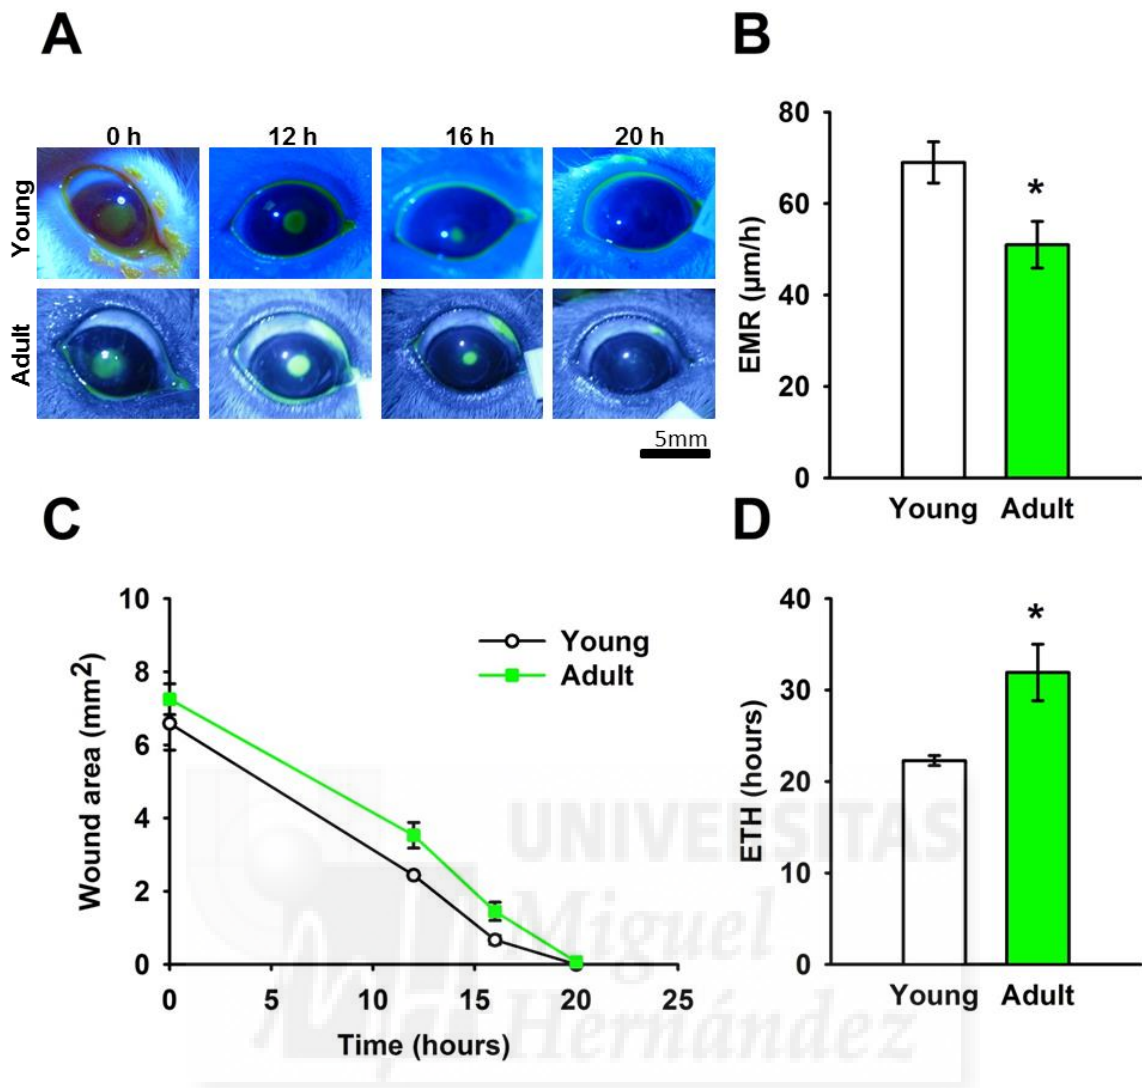 A
0 h 12 h 16 h 20 h
Young
Adult
5mm
B
EMR (µm/h)
80
60
40
20
0
Young Adult
*
C
Wound area (mm²)
10
8
6
4
2
0
0 5 10 15 20 25
Time (hours)
Young
Adult
D
ETH (hours)
40
30
20
10
0
Young Adult
*
UNIVERSITAS
Miguel
Hernández